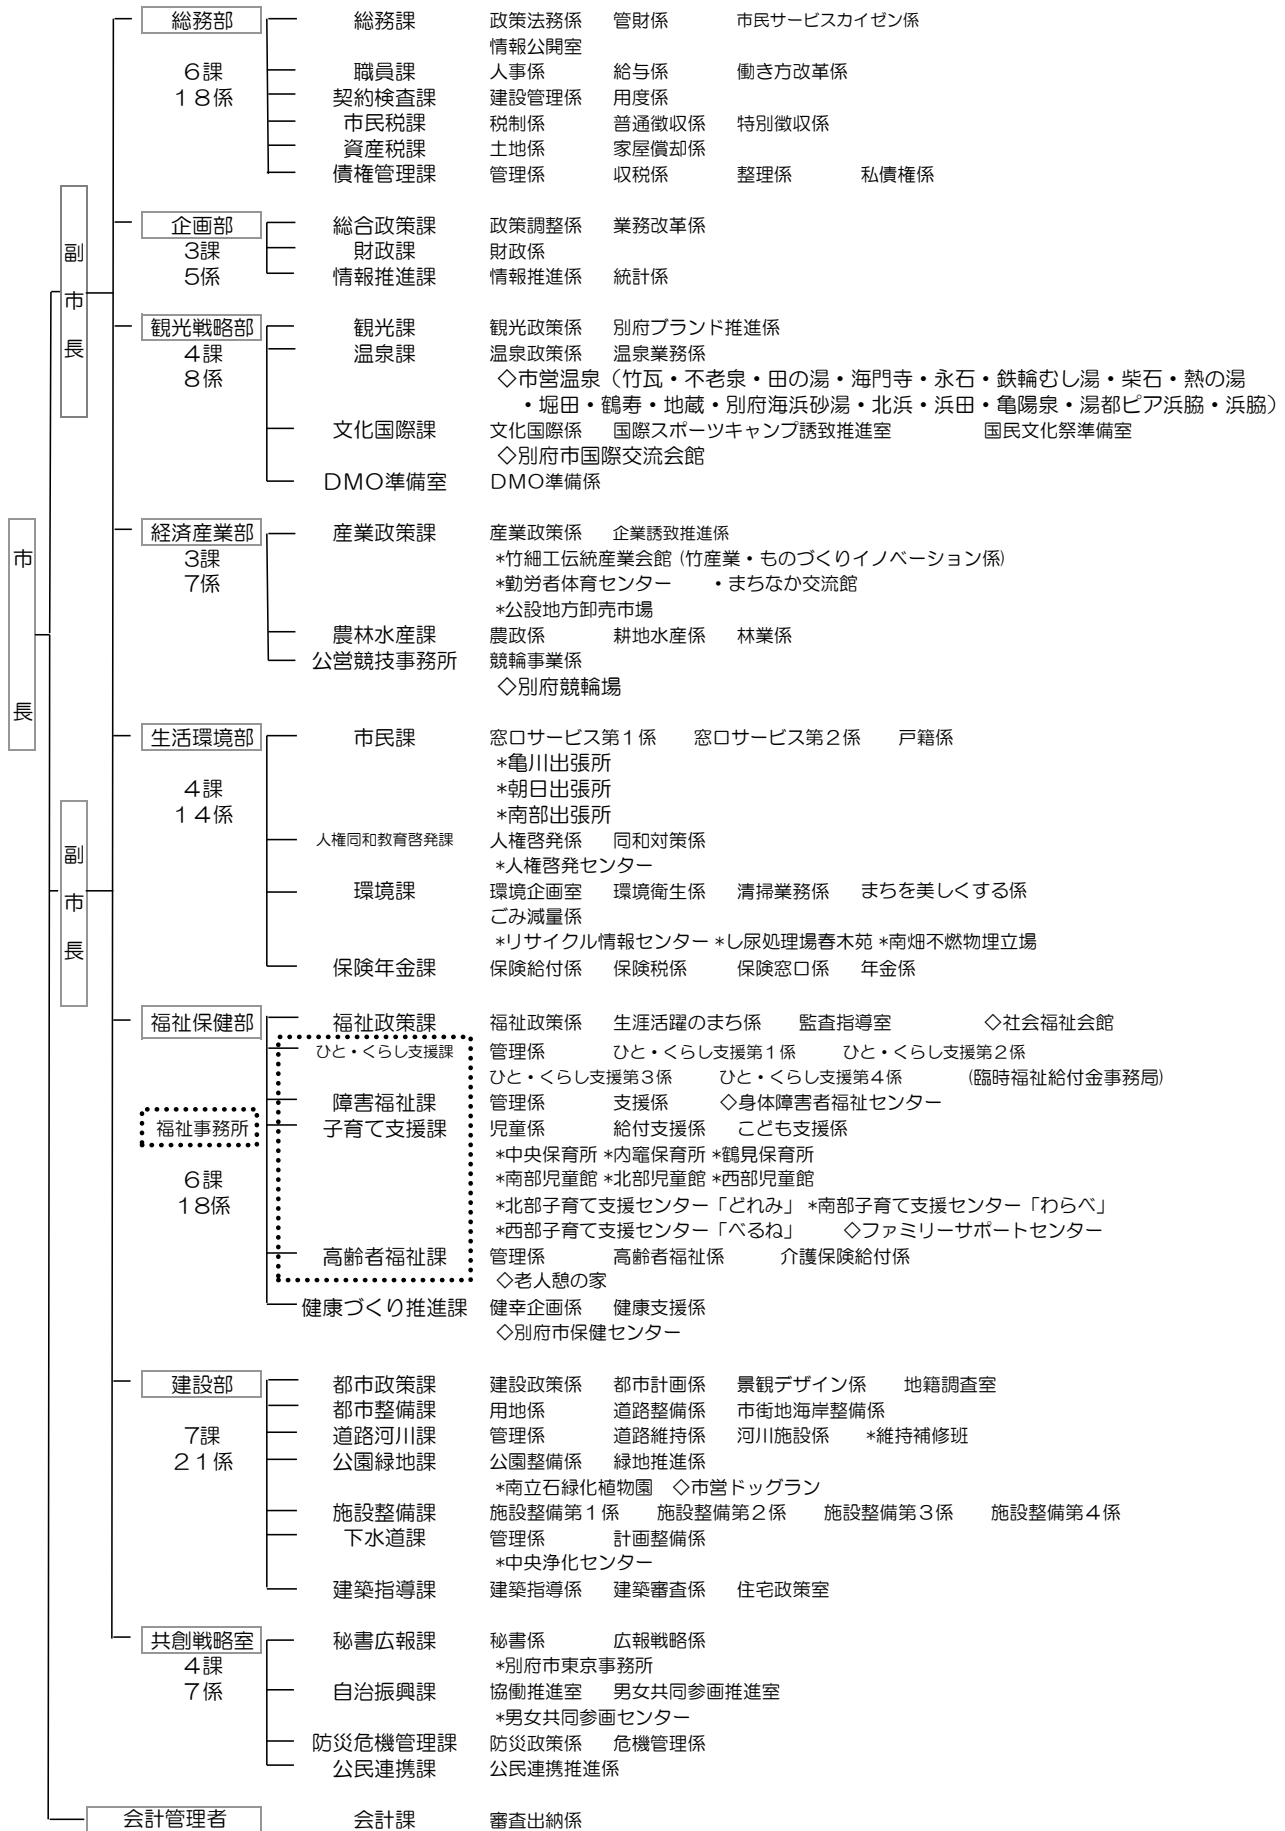 総務部 総務課 政策法務係 管財係 市民サービスカイゼン係
情報公開室
6課 職員課 人事係 給与係 働き方改革係
18係 契約検査課 建設管理係 用度係
市民税課 税制係 普通徴収係 特別徴収係
資産税課 土地係 家屋償却係
債権管理課 管理係 収税係 整理係 私債権係
副市長
企画部 総合政策課 政策調整係 業務改革係
3課 財政課 財政係
5係 情報推進課 情報推進係 統計係
観光戦略部 観光課 観光政策係 別府ブランド推進係
4課 温泉課 温泉政策係 温泉業務係
8係 ◇市営温泉（竹瓦・不老泉・田の湯・海門寺・永石・鉄輪むし湯・柴石・熱の湯
・堀田・鶴寿・地蔵・別府海浜砂湯・北浜・浜田・亀陽泉・湯都ピア浜脇・浜脇）
文化国際課 文化国際係 国際スポーツキャンプ誘致推進室 国民文化祭準備室
◇別府市国際交流会館
DMO準備室 DMO準備係
市長
経済産業部 産業政策課 産業政策係 企業誘致推進係
3課 *竹細工伝統産業会館 (竹産業・ものづくりイノベーション係)
7係 *勤労者体育センター ・まちなか交流館
*公設地方卸売市場
農林水産課 農政係 耕地水産係 林業係
公営競技事務所 競輪事業係
◇別府競輪場
生活環境部 市民課 窓口サービス第1係 窓口サービス第2係 戸籍係
*亀川出張所
4課 *朝日出張所
14係 *南部出張所
副市長
人権同和教育啓発課 人権啓発係 同和対策係
*人権啓発センター
環境課 環境企画室 環境衛生係 清掃業務係 まちを美しくする係
ごみ減量係
*リサイクル情報センター *し尿処理場春木苑 *南畑不燃物埋立場
保険年金課 保険給付係 保険税係 保険窓口係 年金係
福祉保健部 福祉政策課 福祉政策係 生涯活躍のまち係 監査指導室 ◇社会福祉会館
ひと・くらし支援課 管理係 ひと・くらし支援第1係 ひと・くらし支援第2係
ひと・くらし支援第3係 ひと・くらし支援第4係 (臨時福祉給付金事務局)
障害福祉課 管理係 支援係 ◇身体障害者福祉センター
福祉事務所 子育て支援課 児童係 給付支援係 こども支援係
*中央保育所 *内竈保育所 *鶴見保育所
6課 *南部児童館 *北部児童館 *西部児童館
18係 *北部子育て支援センター「どれみ」 *南部子育て支援センター「わらべ」
*西部子育て支援センター「べるね」 ◇ファミリーサポートセンター
高齢者福祉課 管理係 高齢者福祉係 介護保険給付係
◇老人憩の家
健康づくり推進課 健幸企画係 健康支援係
◇別府市保健センター
建設部 都市政策課 建設政策係 都市計画係 景観デザイン係 地籍調査室
都市整備課 用地係 道路整備係 市街地海岸整備係
7課 道路河川課 管理係 道路維持係 河川施設係 *維持補修班
21係 公園緑地課 公園整備係 緑地推進係
*南立石緑化植物園 ◇市営ドッグラン
施設整備課 施設整備第1係 施設整備第2係 施設整備第3係 施設整備第4係
下水道課 管理係 計画整備係
*中央浄化センター
建築指導課 建築指導係 建築審査係 住宅政策室
共創戦略室 秘書広報課 秘書係 広報戦略係
4課 *別府市東京事務所
7係 自治振興課 協働推進室 男女共同参画推進室
*男女共同参画センター
防災危機管理課 防災政策係 危機管理係
公民連携課 公民連携推進係
会計管理者 会計課 審査出納係